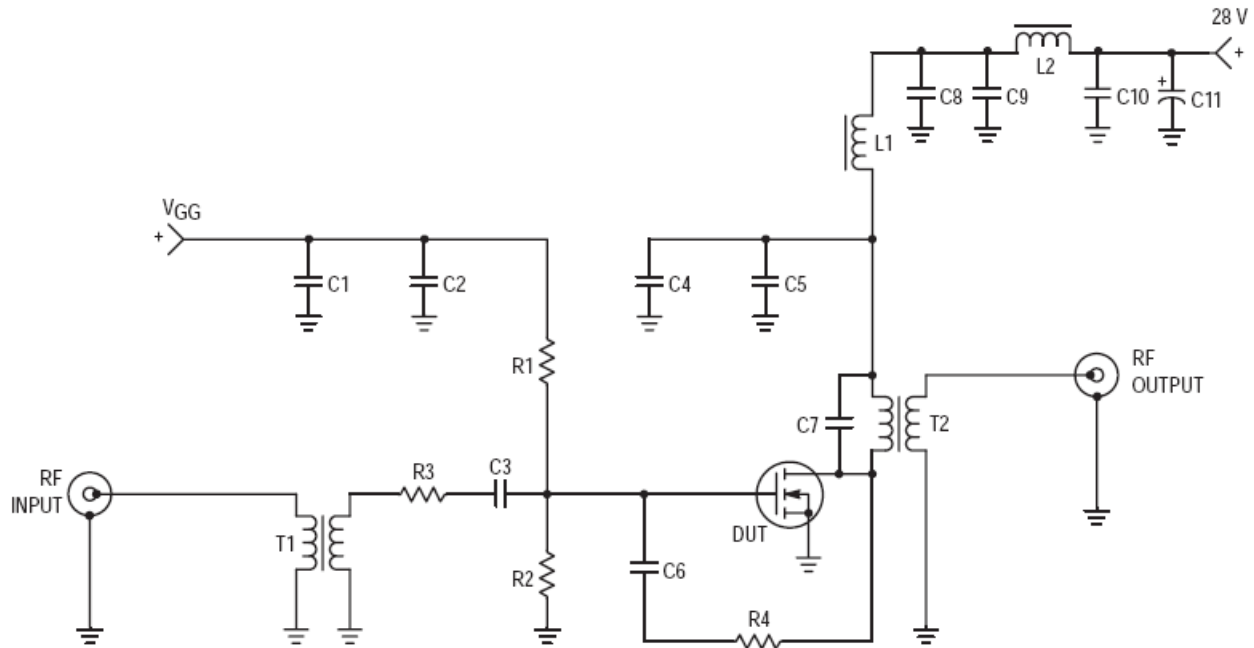 28 V
+
L2
C8
C9
C10
+
C11
L1
VGG
+
C1
C2
C4
C5
R1
RF
OUTPUT
C7
T2
RF
INPUT
R3
C3
T1
DUT
R2
C6
R4